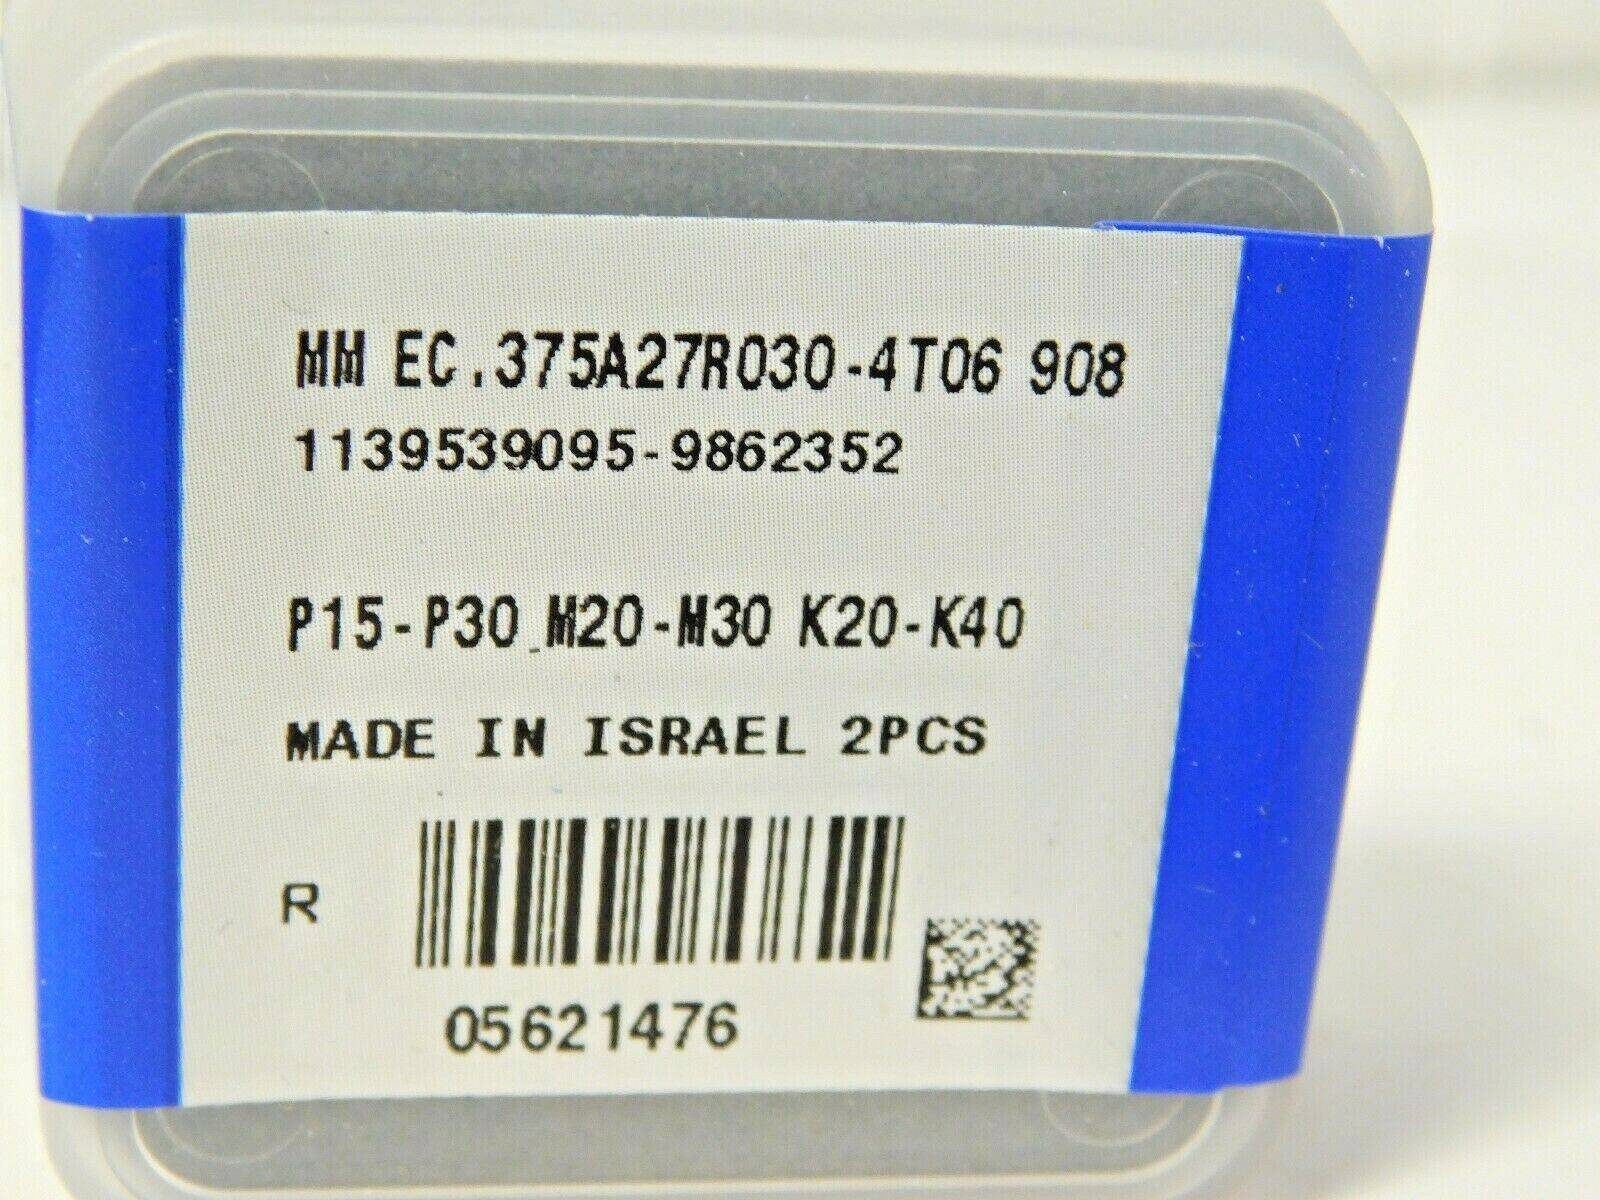 MM EC.375A27R030-4T06 908
1139539095-9862352
P15-P30 M20-M30 K20-K40
MADE IN ISRAEL 2PCS
R
05621476